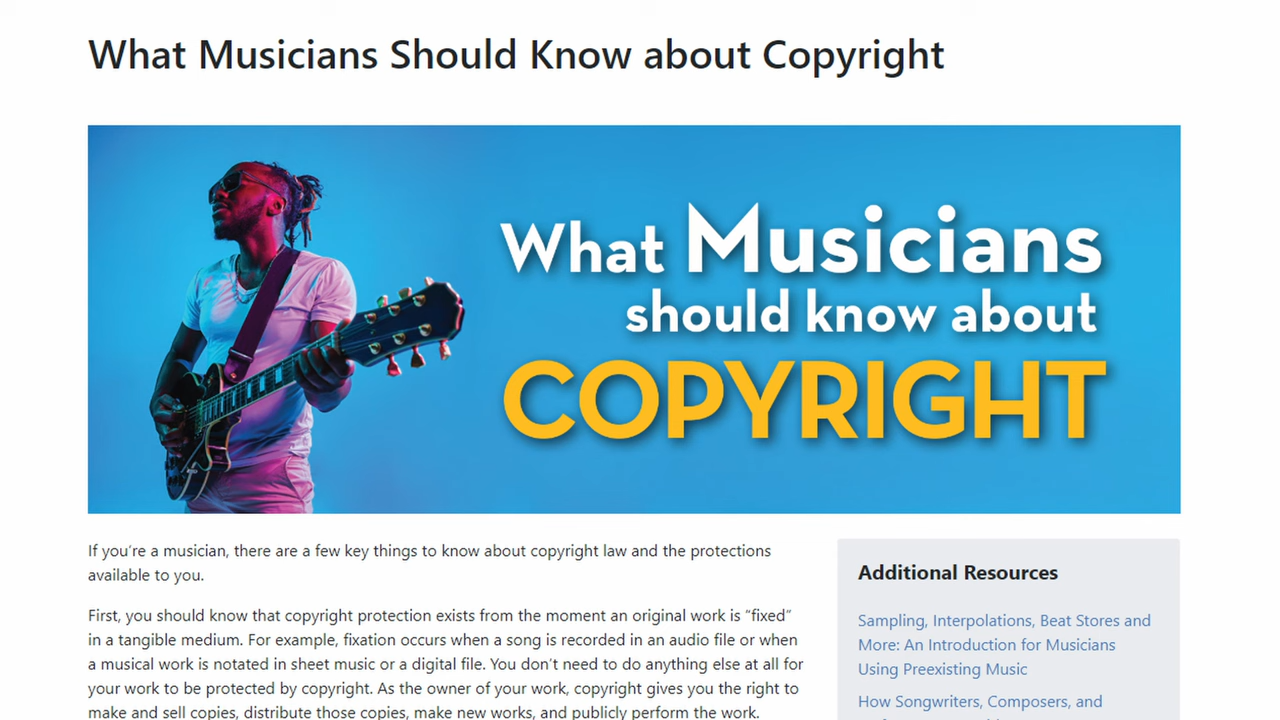 What Musicians Should Know about Copyright
What Musicians
should know about
COPYRIGHT
If you’re a musician, there are a few key things to know about copyright law and the protections
available to you.
First, you should know that copyright protection exists from the moment an original work is “fixed”
in a tangible medium. For example, fixation occurs when a song is recorded in an audio file or when
a musical work is notated in sheet music or a digital file. You don’t need to do anything else at all for
your work to be protected by copyright. As the owner of your work, copyright gives you the right to
make and sell copies, distribute those copies, make new works, and publicly perform the work.
Additional Resources
Sampling, Interpolations, Beat Stores and
More: An Introduction for Musicians
Using Preexisting Music
How Songwriters, Composers, and